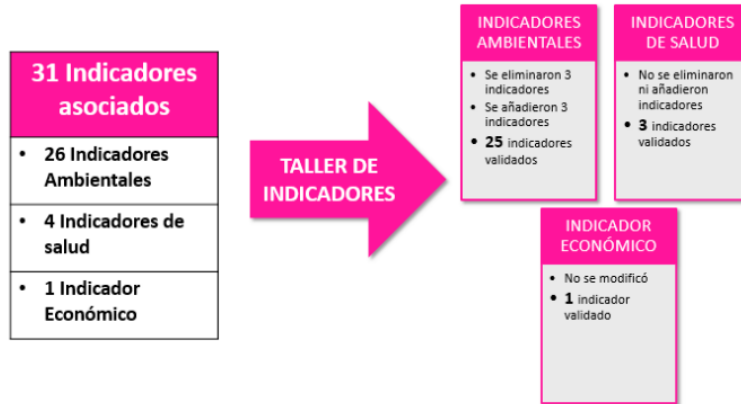 31 Indicadores
asociados
• 26 Indicadores
Ambientales
• 4 Indicadores de
salud
• 1 Indicador
Económico
TALLER DE
INDICADORES
INDICADORES
AMBIENTALES
• Se eliminaron 3
indicadores
• Se añadieron 3
indicadores
• 25 indicadores
validados
INDICADORES
DE SALUD
• No se eliminaron
ni añadieron
indicadores
• 3 indicadores
validados
INDICADOR
ECONÓMICO
• No se modificó
• 1 indicador
validado